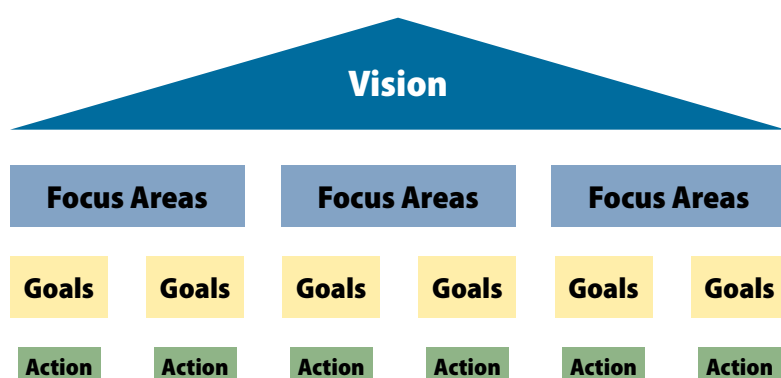 Vision
Focus Areas Focus Areas Focus Areas
Goals Goals Goals Goals Goals Goals
Action Action Action Action Action Action